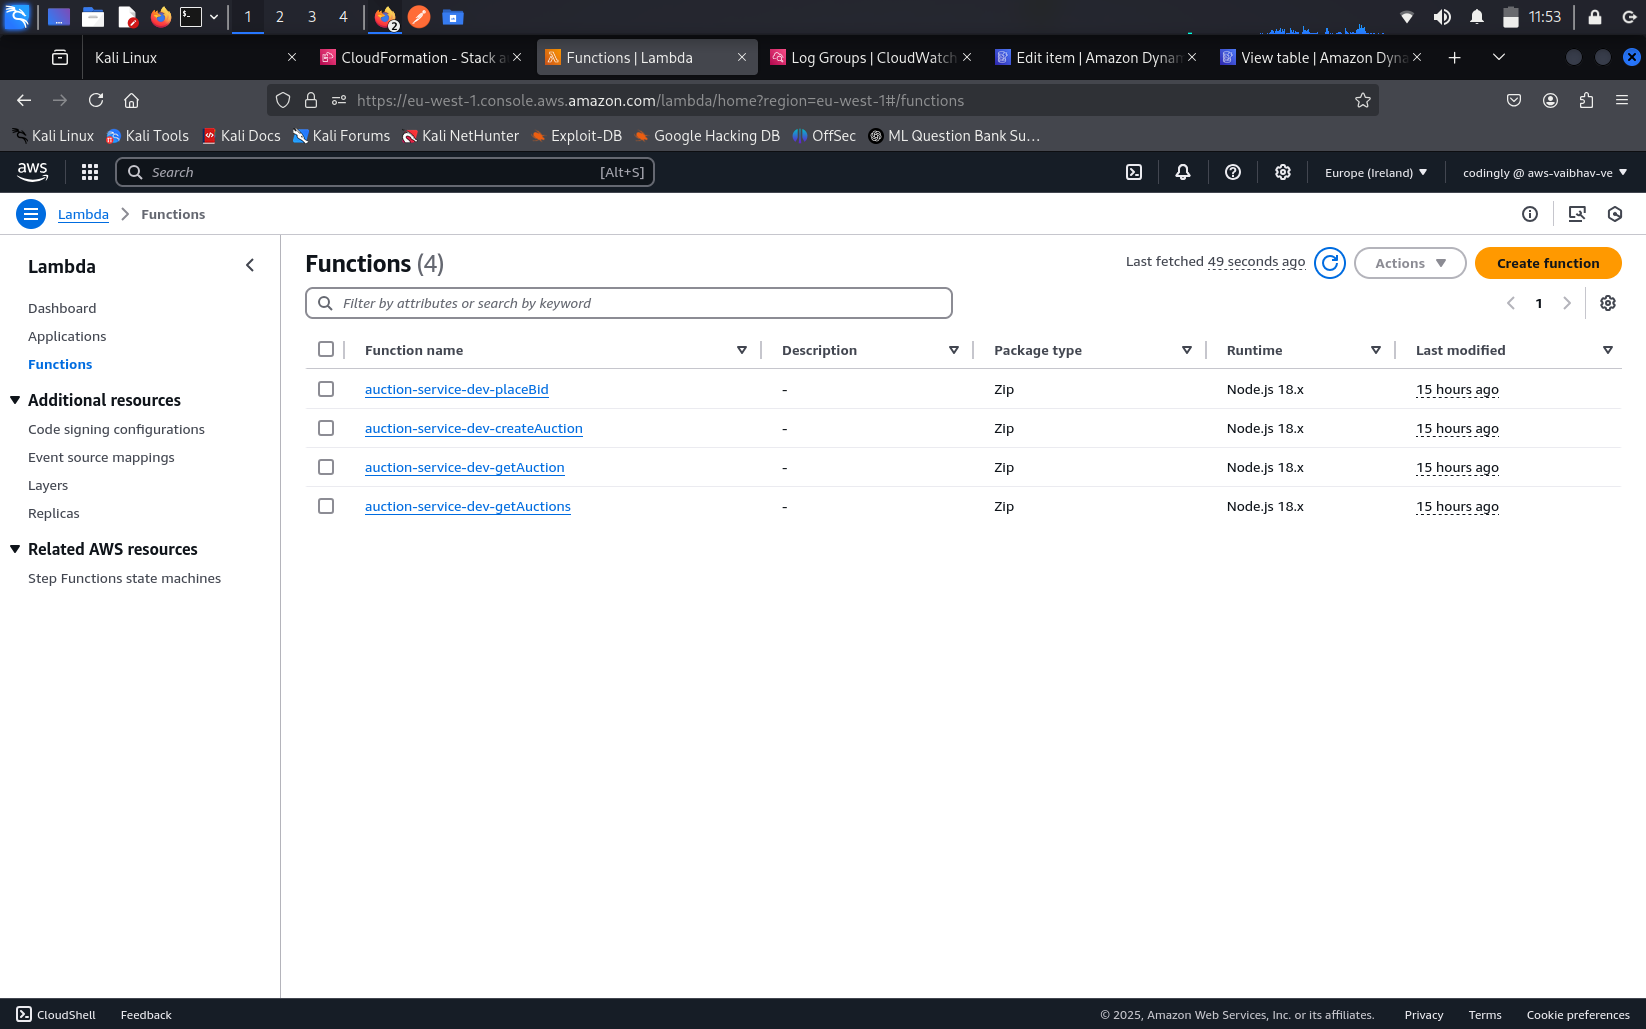 1 2 3 4 2 11:53
Kali Linux CloudFormation - Stack a Functions | Lambda Log Groups | CloudWatch Edit item | Amazon Dynam View table | Amazon Dyna
https://eu-west-1.console.aws.amazon.com/lambda/home?region=eu-west-1#/functions
Kali Linux Kali Tools Kali Docs Kali Forums Kali NetHunter Exploit-DB Google Hacking DB OffSec ML Question Bank Su…
aws Search [Alt+S] Europe (Ireland) codingly @ aws-vaibhav-ve
Lambda Functions
Lambda
Dashboard
Applications
Functions
Additional resources
Code signing configurations
Event source mappings
Layers
Replicas
Related AWS resources
Step Functions state machines
Functions (4) Last fetched 49 seconds ago Actions Create function
Filter by attributes or search by keyword 1
Function name Description Package type Runtime Last modified
auction-service-dev-placeBid - Zip Node.js 18.x 15 hours ago
auction-service-dev-createAuction - Zip Node.js 18.x 15 hours ago
auction-service-dev-getAuction - Zip Node.js 18.x 15 hours ago
auction-service-dev-getAuctions - Zip Node.js 18.x 15 hours ago
CloudShell Feedback © 2025, Amazon Web Services, Inc. or its affiliates. Privacy Terms Cookie preferences